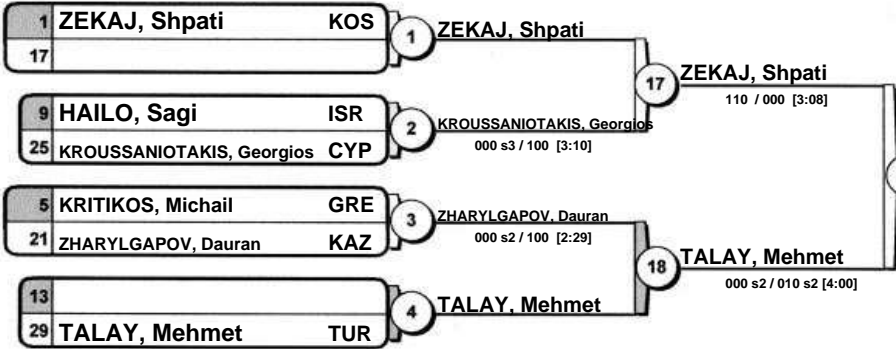 1 ZEKAJ, Shpati KOS
17
1
ZEKAJ, Shpati
9 HAILO, Sagi ISR
25 KROUSSANIOTAKIS, Georgios CYP
2
KROUSSANIOTAKIS, Georgios
000 s3 / 100 [3:10]
17
ZEKAJ, Shpati
110 / 000 [3:08]
5 KRITIKOS, Michail GRE
21 ZHARYLGAPOV, Dauran KAZ
3
ZHARYLGAPOV, Dauran
000 s2 / 100 [2:29]
13
29 TALAY, Mehmet TUR
4
TALAY, Mehmet
18
TALAY, Mehmet
000 s2 / 010 s2 [4:00]